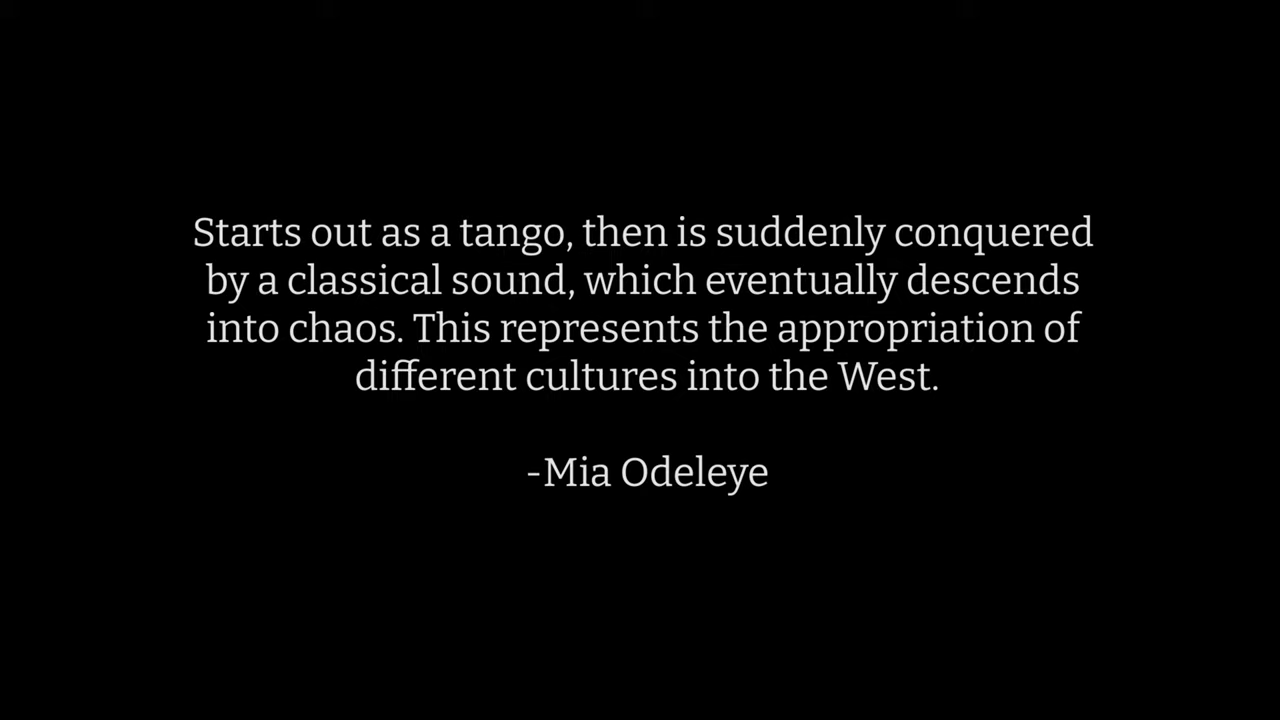 Starts out as a tango, then is suddenly conquered
by a classical sound, which eventually descends
into chaos. This represents the appropriation of
different cultures into the West.
-Mia Odeleye